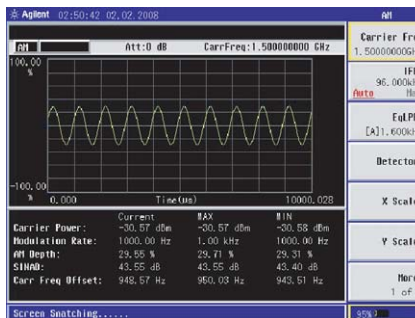 Agilent 02:50:42 02.02.2008 AM
AM Att:0 dB CarrFreq:1.500000000 GHz
100.00
%
-100.00
%
0.000 Time(us) 10000.028
Current MAX MIN
Carrier Power: -30.57 dBm -30.57 dBm -30.58 dBm
Modulation Rate: 1000.00 Hz 1.00 kHz 1000.00 Hz
AM Depth: 29.55 % 29.71 % 29.31 %
SINAD: 43.55 dB 43.55 dB 43.40 dB
Carr Freq Offset: 948.57 Hz 950.03 Hz 943.51 Hz
Screen Snatching......
Carrier Fre
1.50000000G
IF
96.000k
Auto Ma
EqLP
[A]1.600k
Detector
X Scal
Y Scal
More
1 of
95%